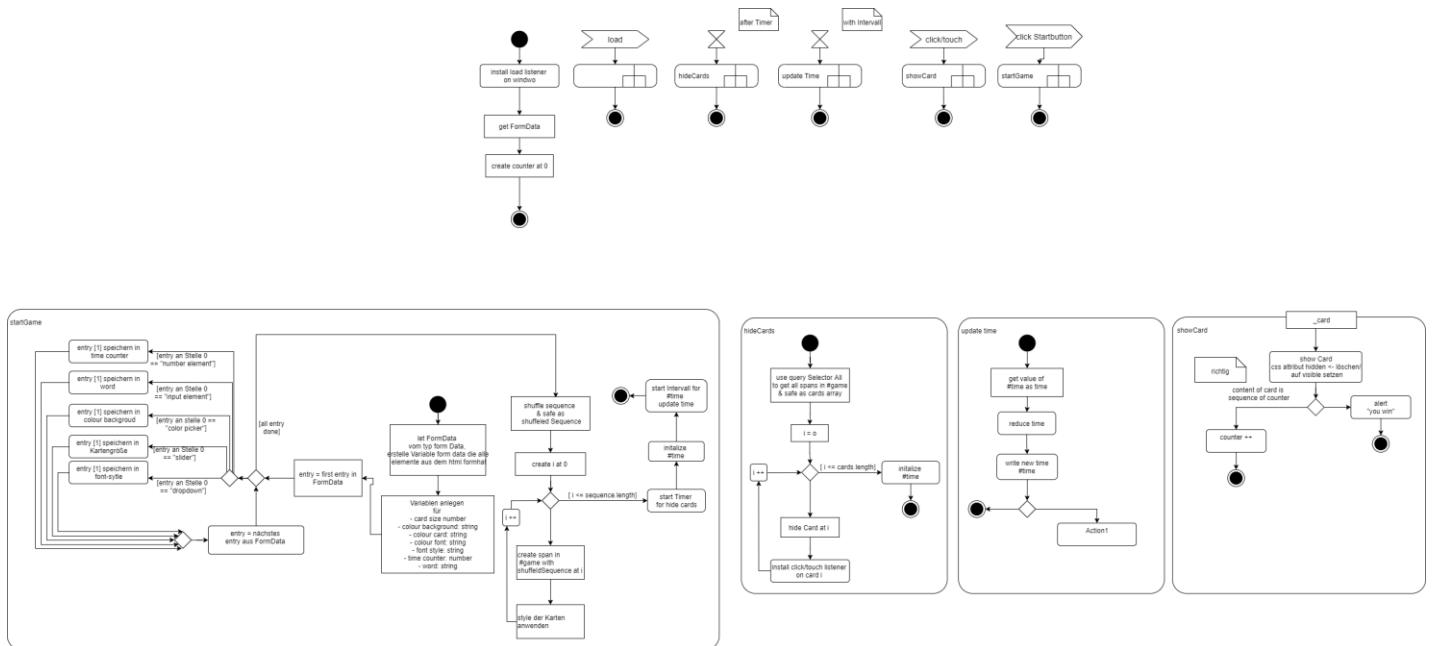 after Timer
with Intervall
load
click/touch
click Startbutton
install load listener
on windwo
hideCards
update Time
showCard
startGame
get FormData
create counter at 0
startGame
entry [1] speichern in
time counter
[entry an Stelle 0
== "number element"]
entry [1] speichern in
word
[entry an Stelle 0
== "input element"]
entry [1] speichern in
colour backgroud
[entry an stelle 0 ==
"color picker"]
entry [1] speichern in
Kartengröße
[entry an Stelle 0
== "slider"]
entry [1] speichern in
font-sytle
[entry an Stelle 0
== "dropdown"]
entry = nächstes
entry aus FormData
[all entry
done]
entry = first entry in
FormData
let FormData
vom typ form Data,
erstelle Variable form data die alle
elemente aus dem html formhat
Variablen anlegen
für
- card size number
- colour background: string
- colour card: string
- colour font: string
- font style: string
- time counter: number
- word: string
shuffle sequence
& safe as
shuffeled Sequence
create i at 0
i ++
[ i <= sequence.length]
create span in
#game with
shuffeldSequence at i
style der Karten
anwenden
start Intervall for
#time
update time
initalize
#time
start Timer
for hide cards
hideCards
use query Selector All
to get all spans in #game
& safe as cards array
i = o
i ++
[ i <= cards.length]
initalize
#time
hide Card at i
install click/touch listener
on card i
update time
get value of
#time as time
reduce time
write new time
#time
Action1
showCard
_card
show Card
css attribut hidden <- löschen/
auf visible setzen
richtig
content of card is
sequence of counter
counter ++
alert
"you win"